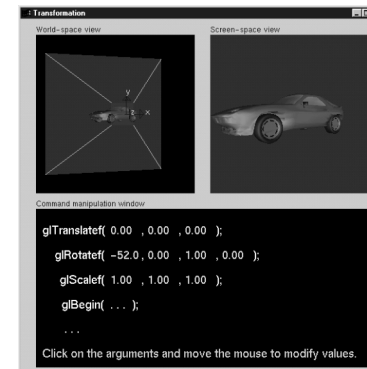 Transformation
World-space view
Screen-space view
y
z x
Command manipulation window
glTranslatef( 0.00 , 0.00 , 0.00 );
glRotatef( -52.0 , 0.00 , 1.00 , 0.00 );
glScalef( 1.00 , 1.00 , 1.00 );
glBegin( . . . );
. . .
Click on the arguments and move the mouse to modify values.